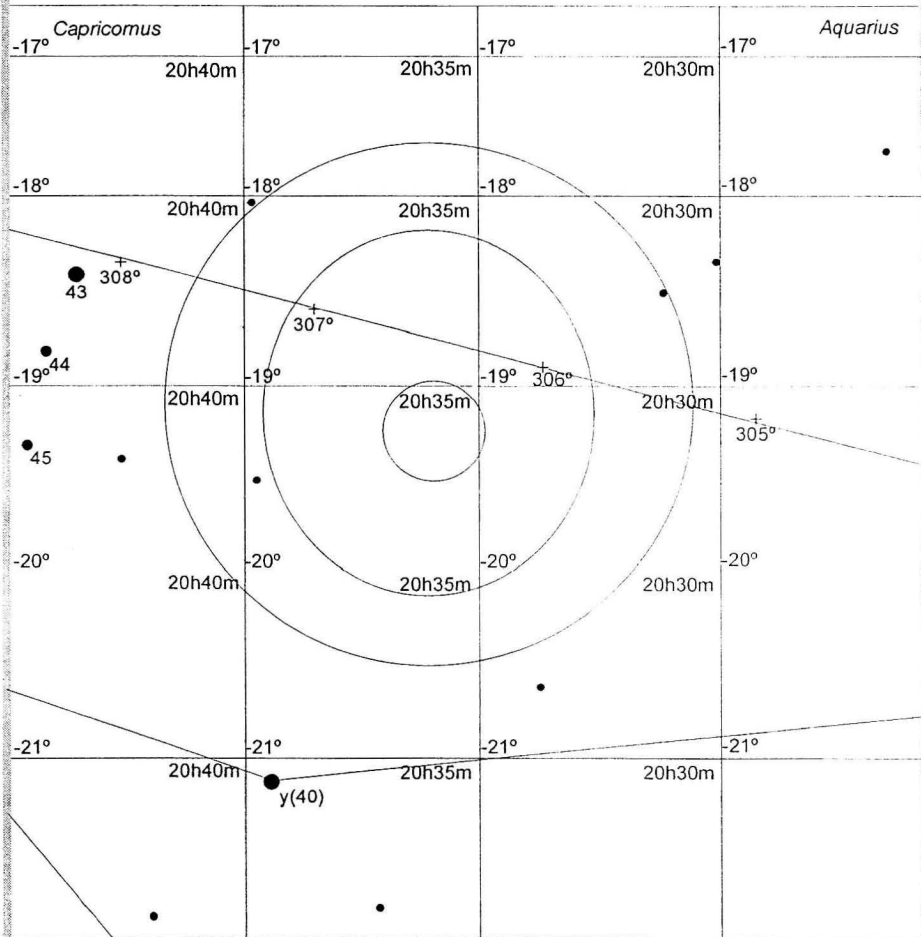 Capricornus Aquarius
-17° -17° -17° -17°
20h40m 20h35m 20h30m
-18° -18° -18° -18°
20h40m 20h35m 20h30m
308°
43
307°
44
306°
-19° -19° -19° -19°
20h40m 20h35m 20h30m
305°
45
-20° -20° -20° -20°
20h40m 20h35m 20h30m
-21° -21° -21° -21°
20h40m 20h35m 20h30m
y(40)